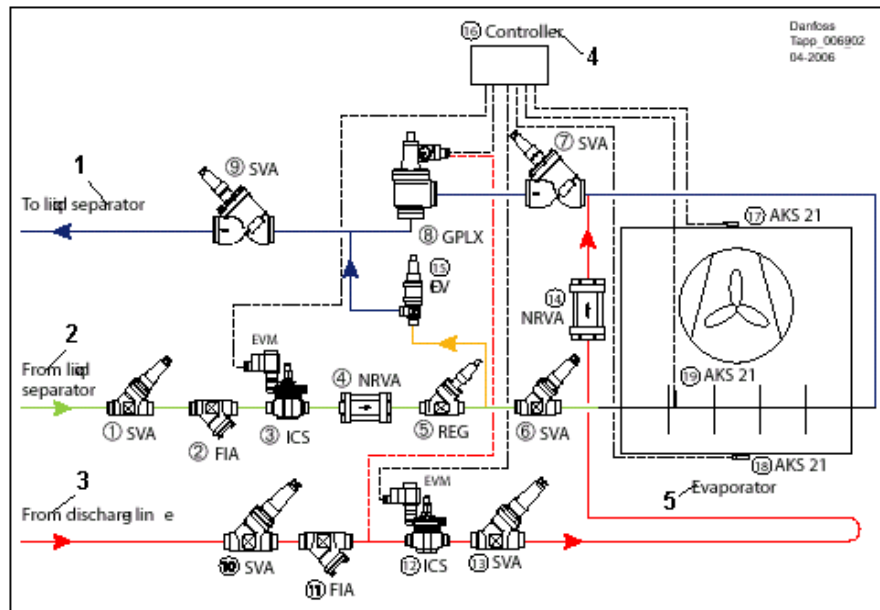 Danfoss
Tapp_006902
04-2006
⑯ Controller
4
1
To liqid separator
⑨ SVA
⑦ SVA
⑧ GPLX
⑮
⑰ AKS 21
⑭
NRVA
2
From liqid
separator
EVM
④ NRVA
⑲ AKS 21
① SVA
② FIA
③ ICS
⑤ REG
⑥ SVA
⑱ AKS 21
3
From discharg lin e
EVM
5
Evaporator
⑩ SVA
⑪ FIA
⑫ ICS
⑬ SVA